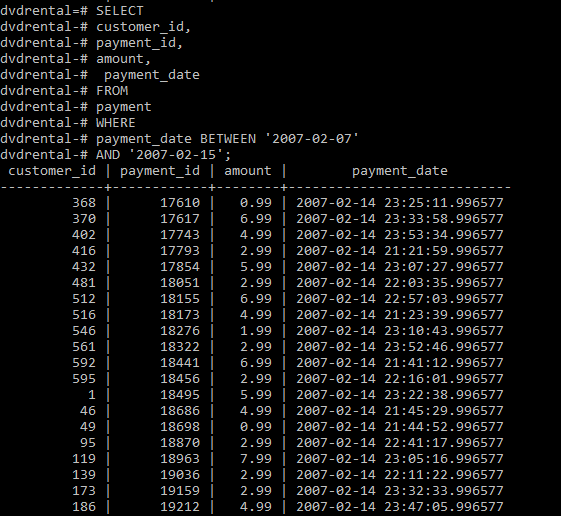 dvdrental=# SELECT
dvdrental-# customer_id,
dvdrental-# payment_id,
dvdrental-# amount,
dvdrental-#  payment_date
dvdrental-# FROM
dvdrental-# payment
dvdrental-# WHERE
dvdrental-# payment_date BETWEEN '2007-02-07'
dvdrental-# AND '2007-02-15';
 customer_id | payment_id | amount |        payment_date
-------------+------------+--------+----------------------------
         368 |      17610 |   0.99 | 2007-02-14 23:25:11.996577
         370 |      17617 |   6.99 | 2007-02-14 23:33:58.996577
         402 |      17743 |   4.99 | 2007-02-14 23:53:34.996577
         416 |      17793 |   2.99 | 2007-02-14 21:21:59.996577
         432 |      17854 |   5.99 | 2007-02-14 23:07:27.996577
         481 |      18051 |   2.99 | 2007-02-14 22:03:35.996577
         512 |      18155 |   6.99 | 2007-02-14 22:57:03.996577
         516 |      18173 |   4.99 | 2007-02-14 21:23:39.996577
         546 |      18276 |   1.99 | 2007-02-14 23:10:43.996577
         561 |      18322 |   2.99 | 2007-02-14 23:52:46.996577
         592 |      18441 |   6.99 | 2007-02-14 21:41:12.996577
         595 |      18456 |   2.99 | 2007-02-14 22:16:01.996577
           1 |      18495 |   5.99 | 2007-02-14 23:22:38.996577
          46 |      18686 |   4.99 | 2007-02-14 21:45:29.996577
          49 |      18698 |   0.99 | 2007-02-14 21:44:52.996577
          95 |      18870 |   2.99 | 2007-02-14 22:41:17.996577
         119 |      18963 |   7.99 | 2007-02-14 23:05:16.996577
         139 |      19036 |   2.99 | 2007-02-14 22:11:22.996577
         173 |      19159 |   2.99 | 2007-02-14 23:32:33.996577
         186 |      19212 |   4.99 | 2007-02-14 23:47:05.996577